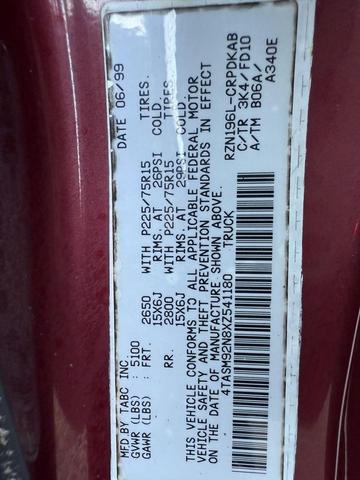 MFD BY TABC INC. DATE 06/99
GVWR (LBS) : 5100
GAWR (LBS) : FRT. 2650 WITH P225/75R15 TIRES.
15X6J RIMS. AT 26PSI COLD.
RR. 2800 WITH P225/75R15 TIRES.
15X6J RIMS. AT 29PSI COLD.
THIS VEHICLE CONFORMS TO ALL APPLICABLE FEDERAL MOTOR
VEHICLE SAFETY AND THEFT PREVENTION STANDARDS IN EFFECT
ON THE DATE OF MANUFACTURE SHOWN ABOVE.
4TASM92N8XZ541180 TRUCK
RZN196L-CRPDKAB
C/TR 3K4/FD10
A/TM B06A/
A340E